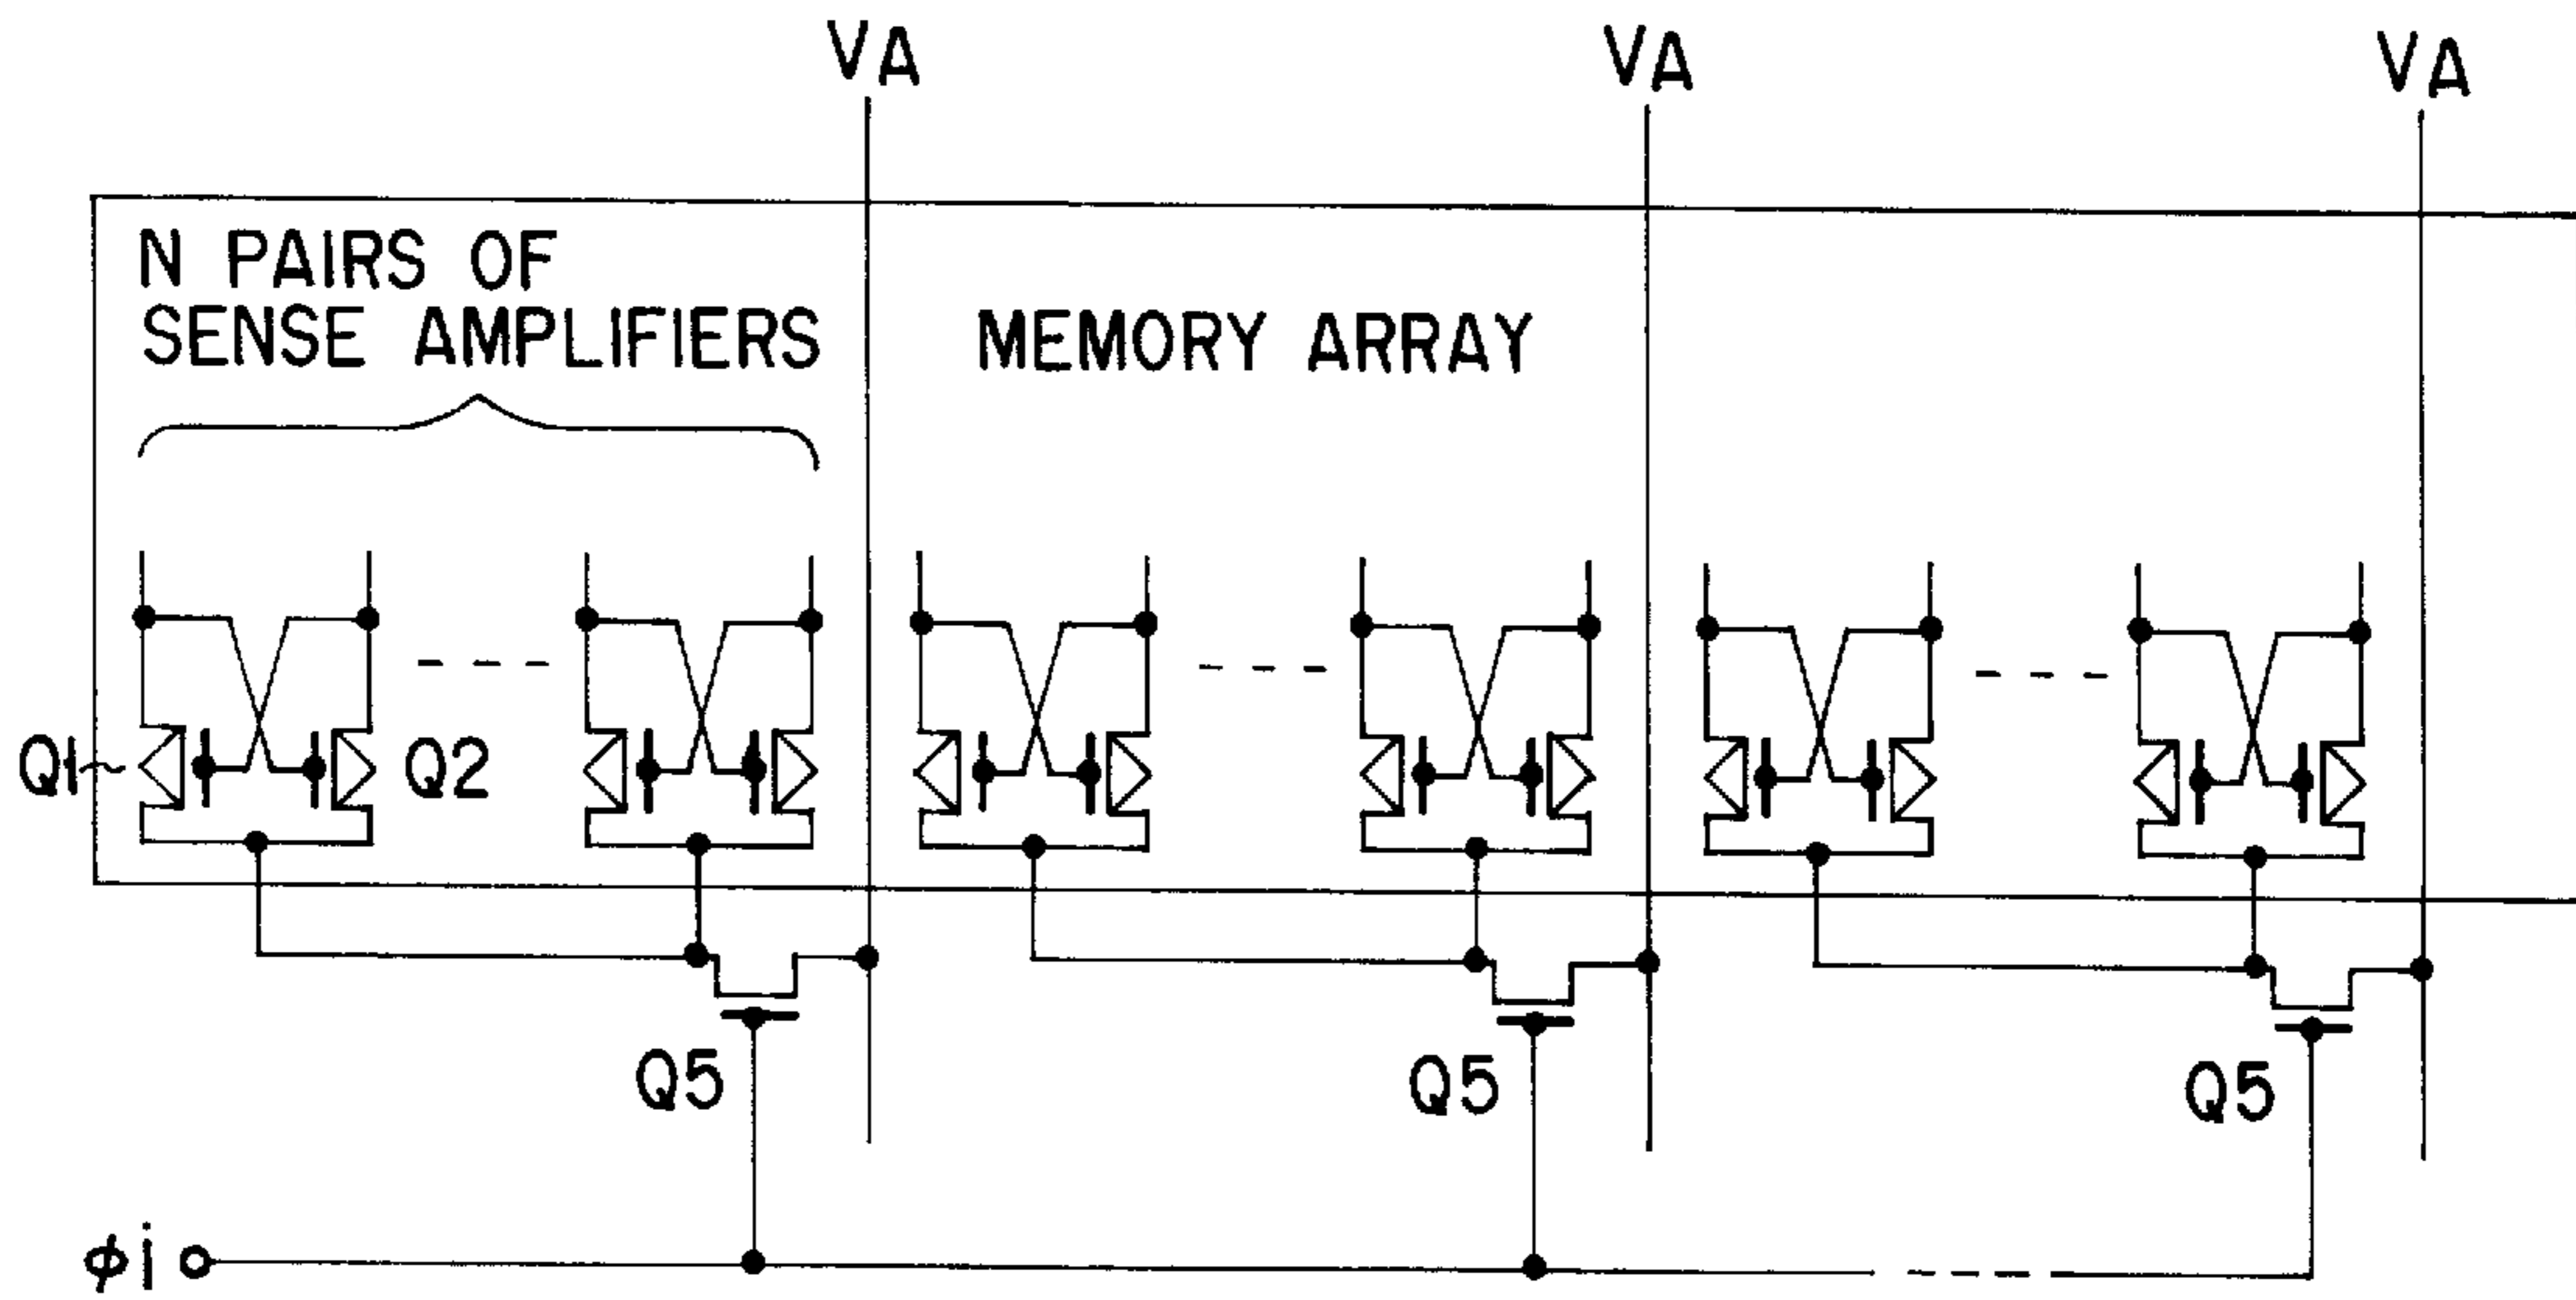 VA VA VA
N PAIRS OF
SENSE AMPLIFIERS
MEMORY ARRAY
Q1 Q2
Q5 Q5 Q5
ϕi